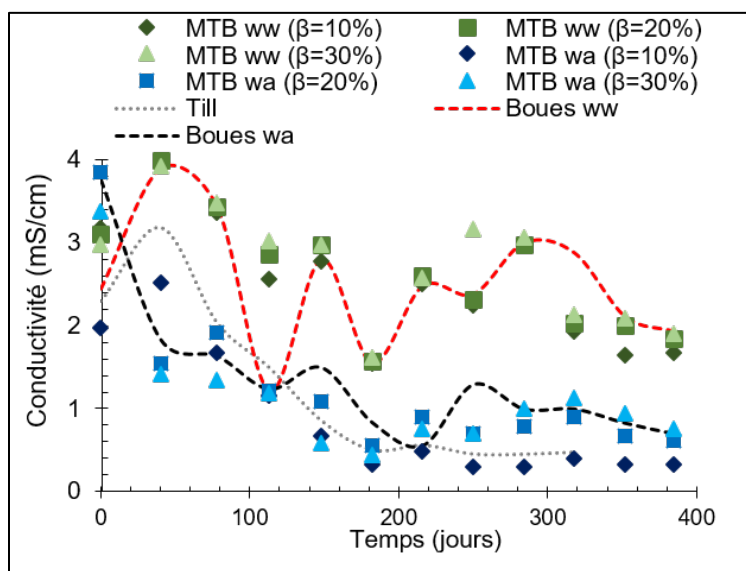 MTB ww (β=10%) MTB ww (β=20%)
MTB ww (β=30%) MTB wa (β=10%)
MTB wa (β=20%) MTB wa (β=30%)
Till Boues ww
Boues wa
4
3
2
1
0
Conductivité (mS/cm)
0 100 200 300 400
Temps (jours)